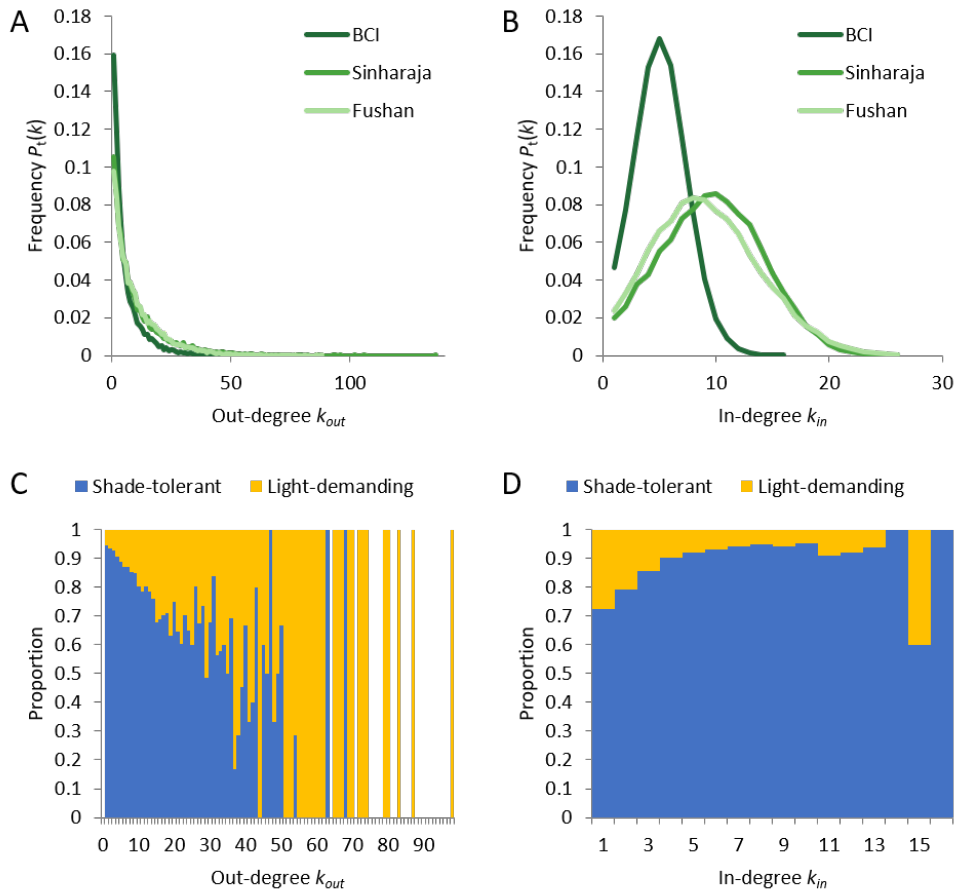 A
BCI
Sinharaja
Fushan
Frequency Pt(k)
0.18
0.16
0.14
0.12
0.1
0.08
0.06
0.04
0.02
0
0 50 100
Out-degree kout
B
BCI
Sinharaja
Fushan
Frequency Pt(k)
0.18
0.16
0.14
0.12
0.1
0.08
0.06
0.04
0.02
0
0 10 20 30
In-degree kin
C
Shade-tolerant Light-demanding
Proportion
1
0.9
0.8
0.7
0.6
0.5
0.4
0.3
0.2
0.1
0
0 10 20 30 40 50 60 70 80 90
Out-degree kout
D
Shade-tolerant Light-demanding
Proportion
1
0.9
0.8
0.7
0.6
0.5
0.4
0.3
0.2
0.1
0
1 3 5 7 9 11 13 15
In-degree kin